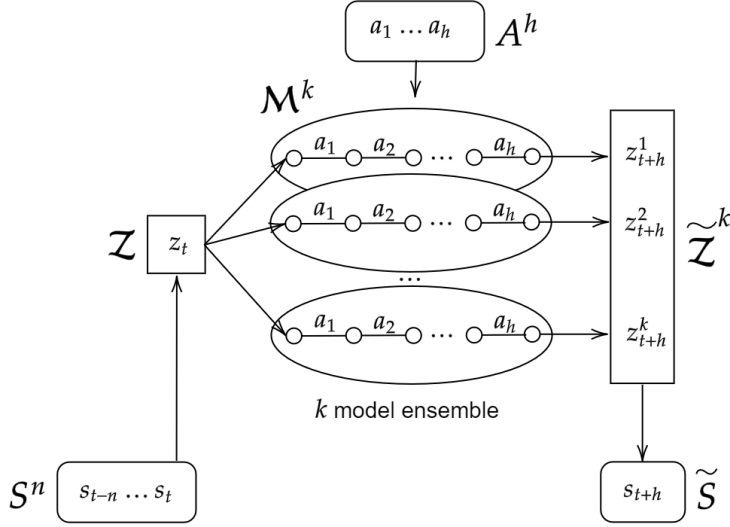 a₁ … aₕ Aʰ
ℳᵏ
a₁ a₂ … aₕ z¹ₜ₊ₕ
a₁ a₂ … aₕ z²ₜ₊ₕ
𝒵 zₜ 𝒵̃ᵏ
…
a₁ a₂ … aₕ zᵏₜ₊ₕ
k model ensemble
Sⁿ sₜ₋ₙ … sₜ sₜ₊ₕ S̃